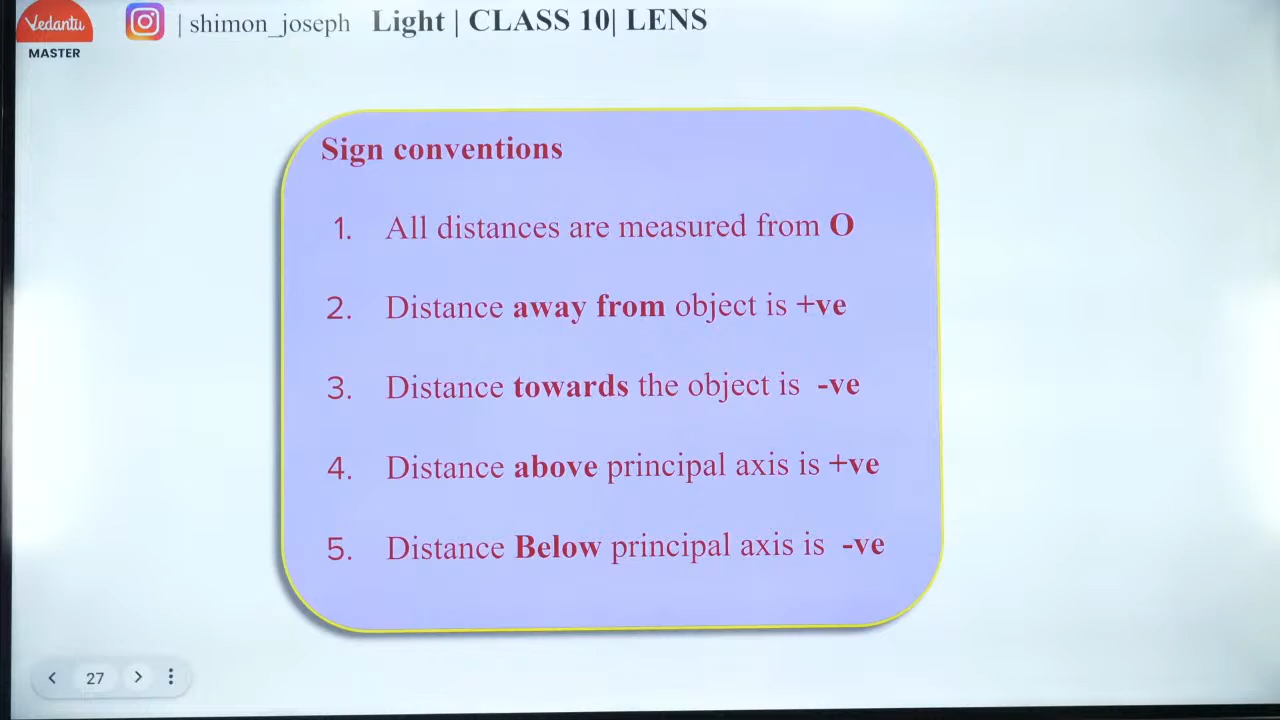 Vedantu
MASTER
| shimon_joseph Light | CLASS 10| LENS
Sign conventions
1. All distances are measured from O
2. Distance away from object is +ve
3. Distance towards the object is -ve
4. Distance above principal axis is +ve
5. Distance Below principal axis is -ve
27